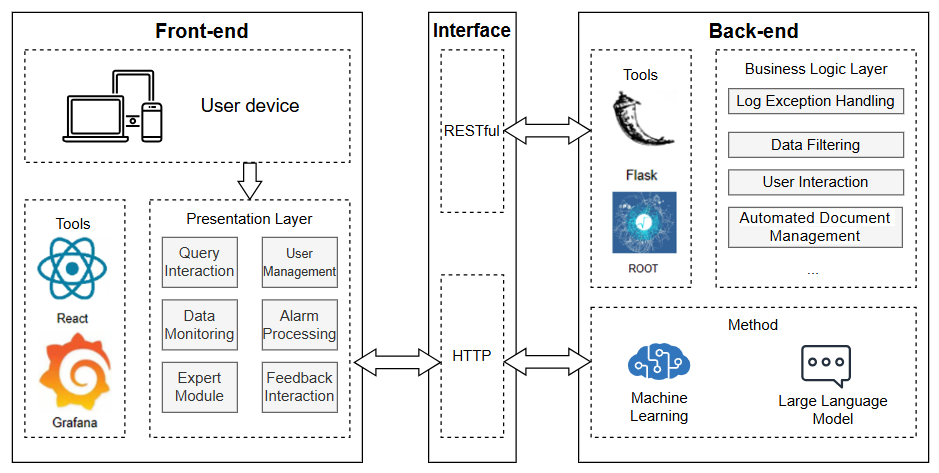 Front-end
User device
Tools
React
Grafana
Presentation Layer
Query
Interaction
User
Management
Data
Monitoring
Alarm
Processing
Expert
Module
Feedback
Interaction
Interface
RESTful
HTTP
Back-end
Tools
Flask
ROOT
Business Logic Layer
Log Exception Handling
Data Filtering
User Interaction
Automated Document
Management
...
Method
Machine
Learning
Large Language
Model